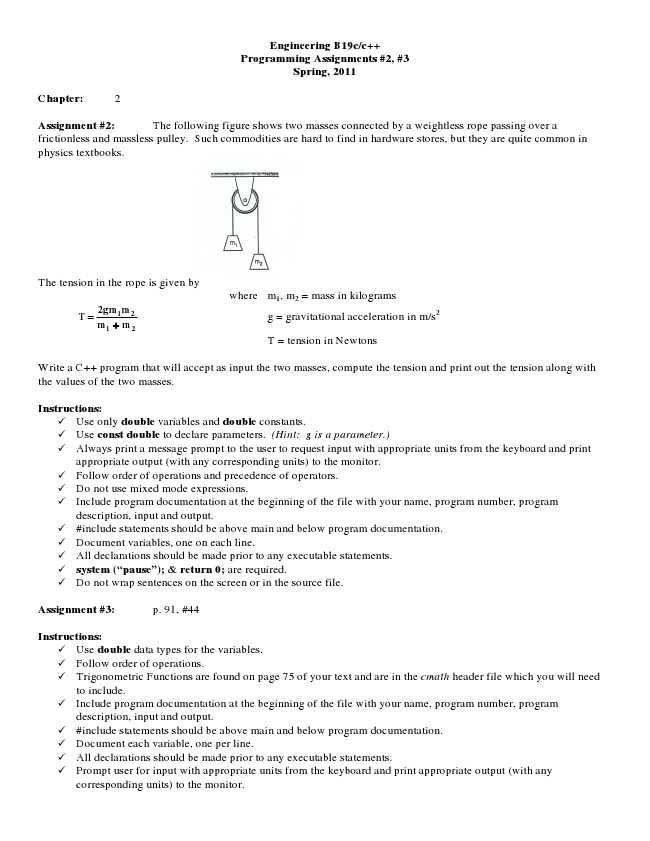 Engineering B19c/c++
Programming Assignments #2, #3
Spring, 2011
Chapter: 2
Assignment #2: The following figure shows two masses connected by a weightless rope passing over a
frictionless and massless pulley. Such commodities are hard to find in hardware stores, but they are quite common in
physics textbooks.
m₁
m₂
The tension in the rope is given by
where m₁, m₂ = mass in kilograms
T = 2gm₁m₂ / m₁ + m₂
g = gravitational acceleration in m/s²
T = tension in Newtons
Write a C++ program that will accept as input the two masses, compute the tension and print out the tension along with
the values of the two masses.
Instructions:
✓ Use only double variables and double constants.
✓ Use const double to declare parameters. (Hint: g is a parameter.)
✓ Always print a message prompt to the user to request input with appropriate units from the keyboard and print
appropriate output (with any corresponding units) to the monitor.
✓ Follow order of operations and precedence of operators.
✓ Do not use mixed mode expressions.
✓ Include program documentation at the beginning of the file with your name, program number, program
description, input and output.
✓ #include statements should be above main and below program documentation.
✓ Document variables, one on each line.
✓ All declarations should be made prior to any executable statements.
✓ system (“pause”); & return 0; are required.
✓ Do not wrap sentences on the screen or in the source file.
Assignment #3: p. 91, #44
Instructions:
✓ Use double data types for the variables.
✓ Follow order of operations.
✓ Trigonometric Functions are found on page 75 of your text and are in the cmath header file which you will need
to include.
✓ Include program documentation at the beginning of the file with your name, program number, program
description, input and output.
✓ #include statements should be above main and below program documentation.
✓ Document each variable, one per line.
✓ All declarations should be made prior to any executable statements.
✓ Prompt user for input with appropriate units from the keyboard and print appropriate output (with any
corresponding units) to the monitor.